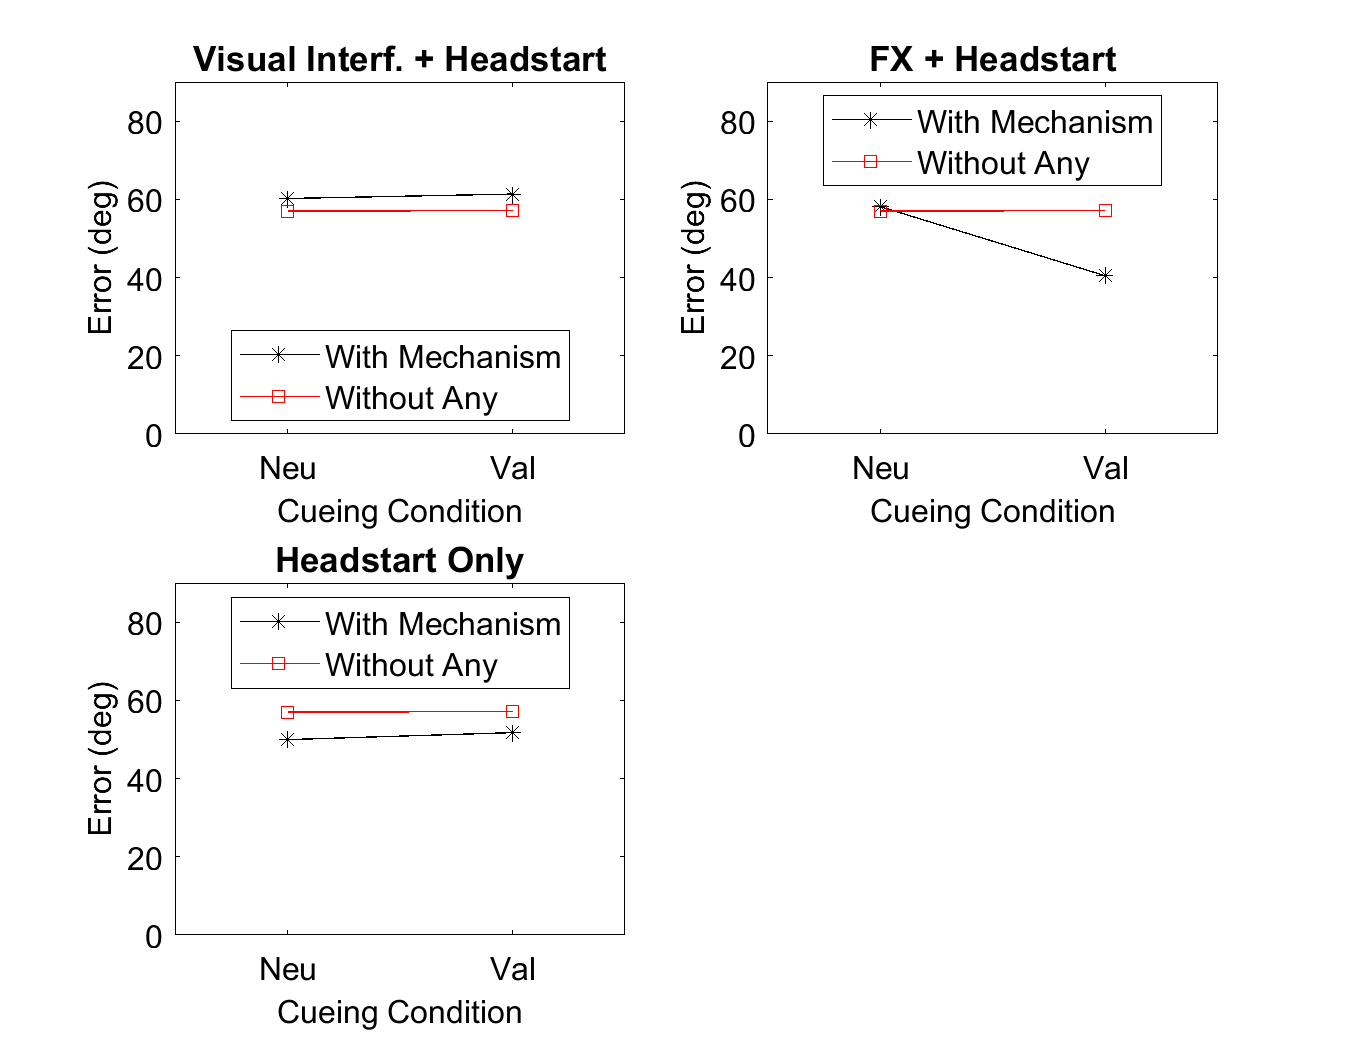 Visual Interf. + Headstart
80
60
40
20
0
Error (deg)
With Mechanism
Without Any
Neu Val
Cueing Condition
FX + Headstart
80
60
40
20
0
Error (deg)
With Mechanism
Without Any
Neu Val
Cueing Condition
Headstart Only
80
60
40
20
0
Error (deg)
With Mechanism
Without Any
Neu Val
Cueing Condition